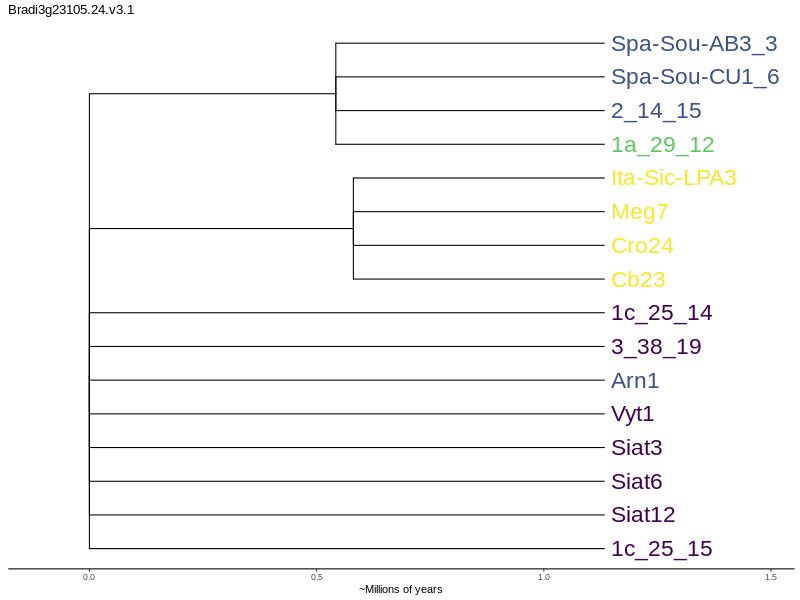 Bradi3g23105.24.v3.1
Spa-Sou-AB3_3
Spa-Sou-CU1_6
2_14_15
1a_29_12
Ita-Sic-LPA3
Meg7
Cro24
Cb23
1c_25_14
3_38_19
Arn1
Vyt1
Siat3
Siat6
Siat12
1c_25_15
0.0 0.5 1.0 1.5
~Millions of years